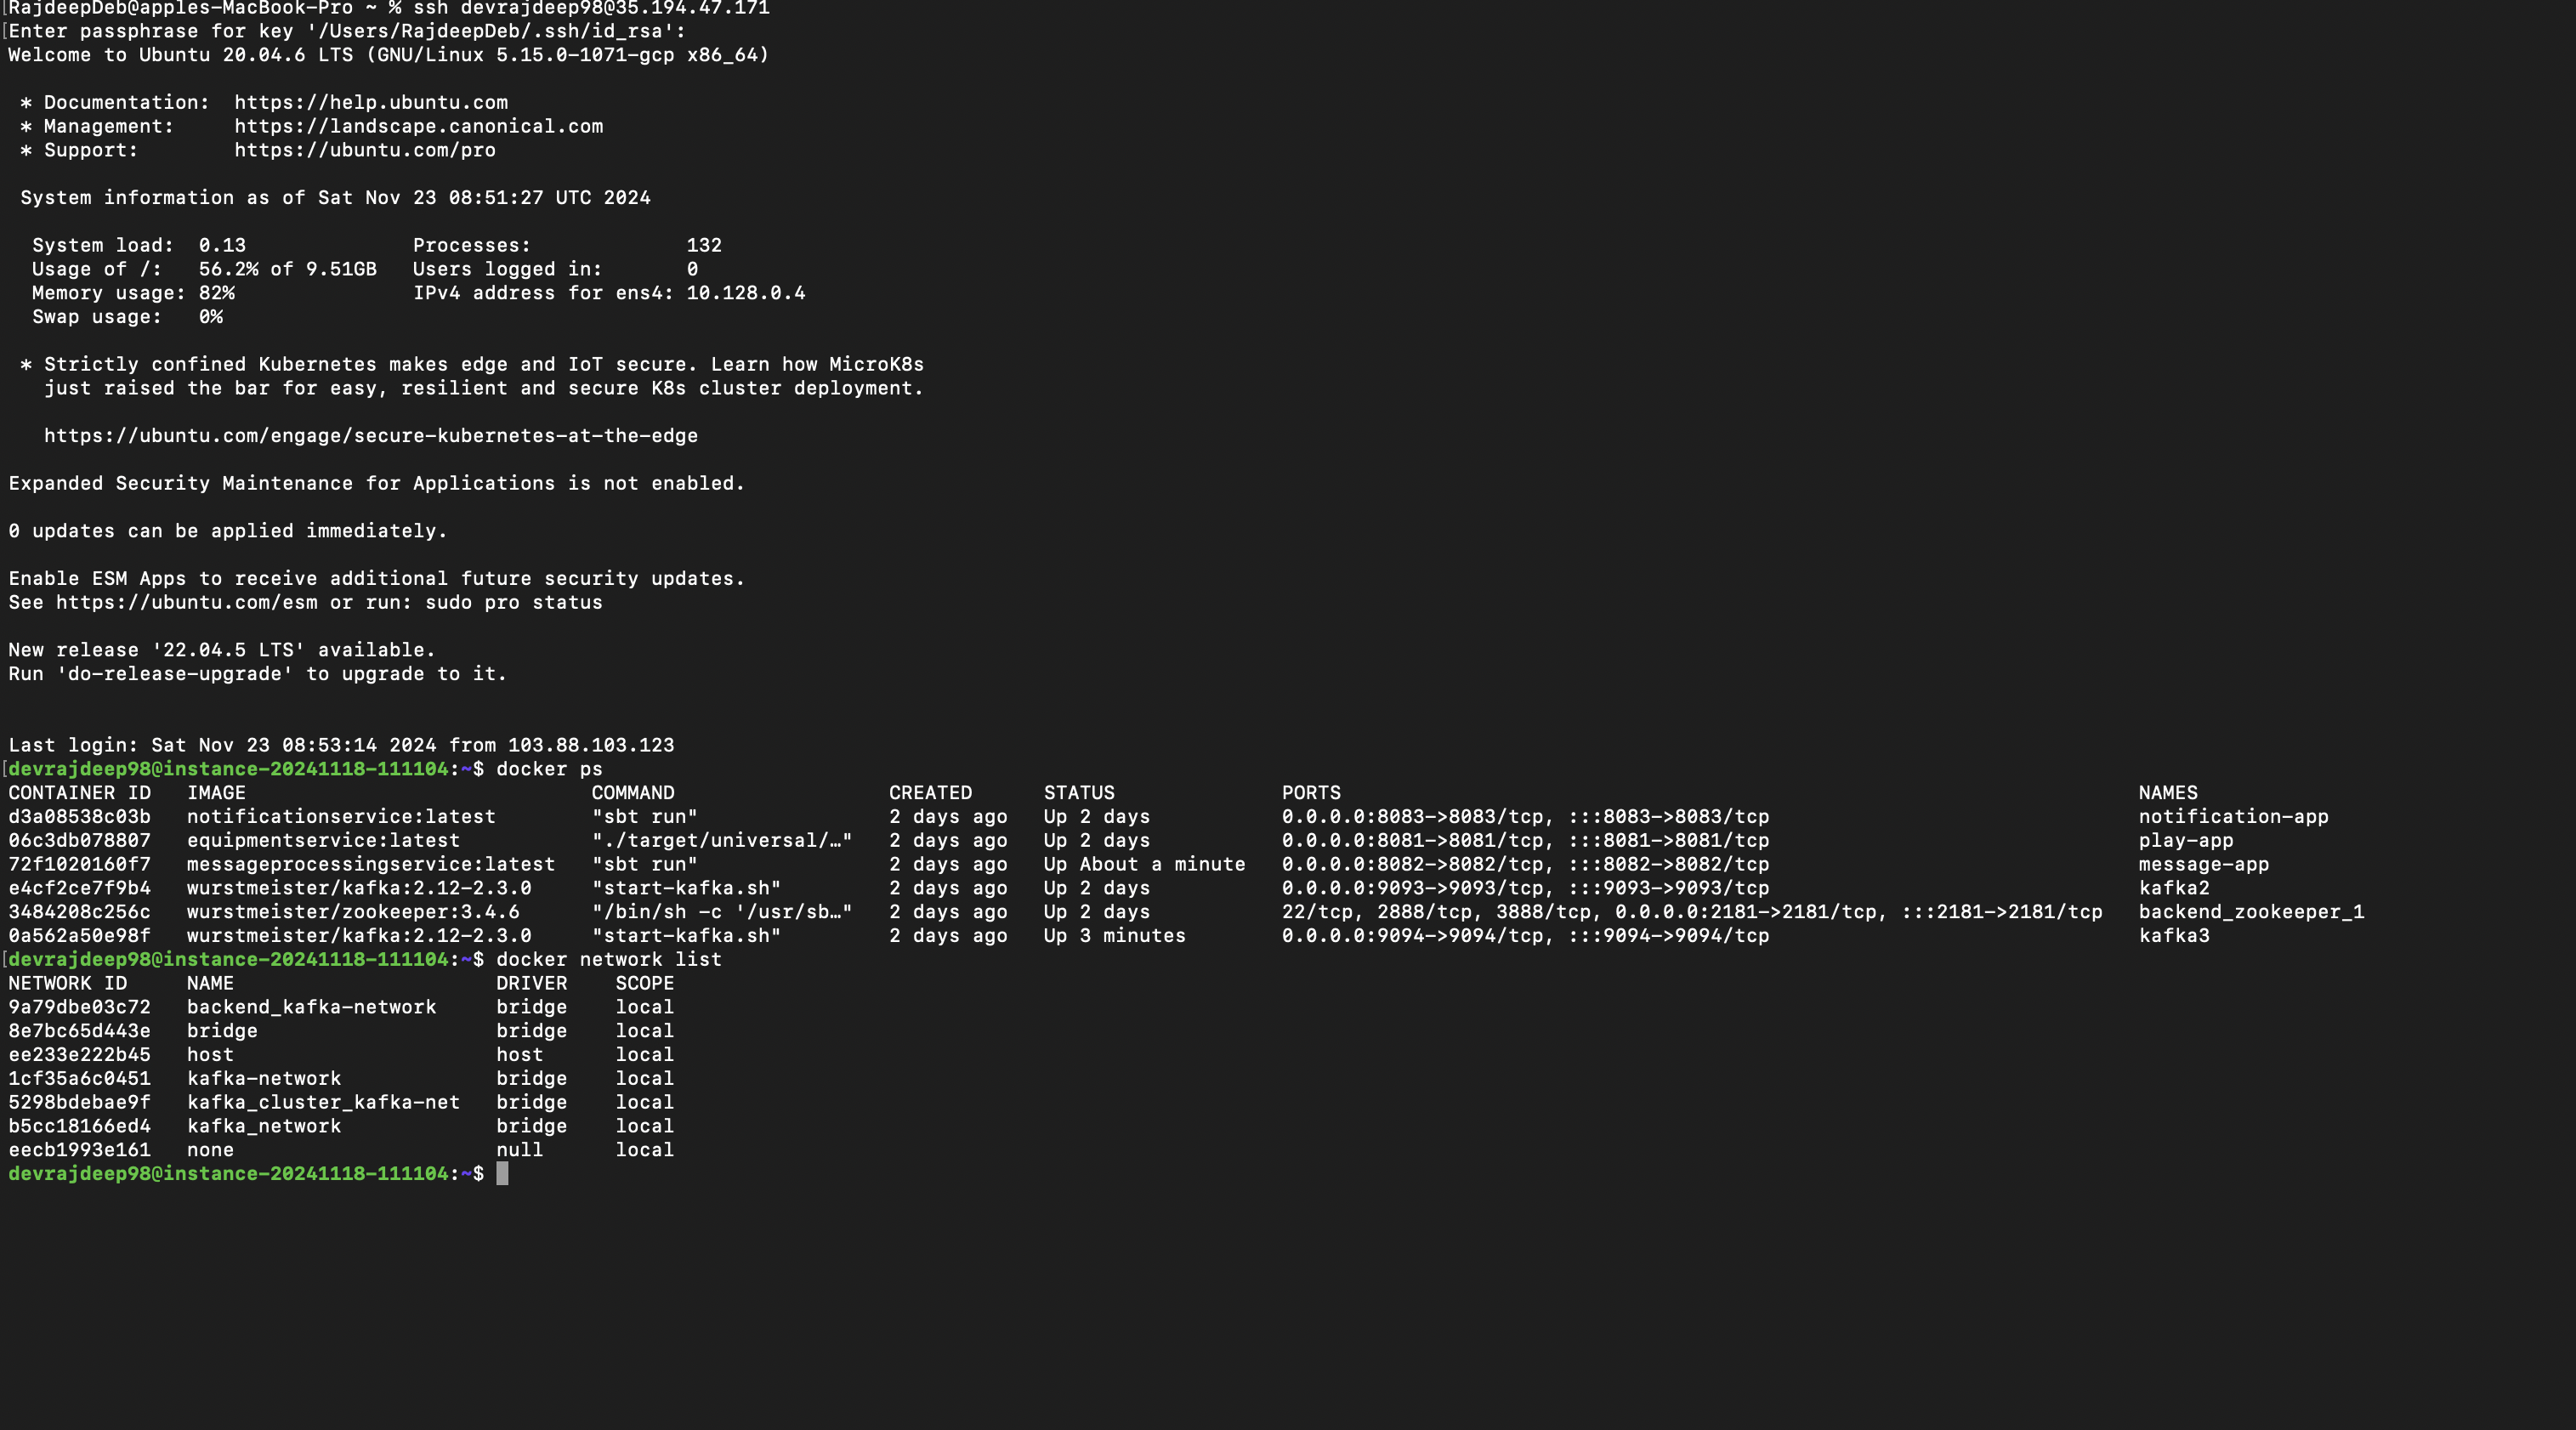 [RajdeepDeb@apples-MacBook-Pro ~ % ssh devrajdeep98@35.194.47.171
[Enter passphrase for key '/Users/RajdeepDeb/.ssh/id_rsa':
Welcome to Ubuntu 20.04.6 LTS (GNU/Linux 5.15.0-1071-gcp x86_64)

 * Documentation:  https://help.ubuntu.com
 * Management:     https://landscape.canonical.com
 * Support:        https://ubuntu.com/pro

 System information as of Sat Nov 23 08:51:27 UTC 2024

  System load:  0.13              Processes:             132
  Usage of /:   56.2% of 9.51GB   Users logged in:       0
  Memory usage: 82%               IPv4 address for ens4: 10.128.0.4
  Swap usage:   0%

 * Strictly confined Kubernetes makes edge and IoT secure. Learn how MicroK8s
   just raised the bar for easy, resilient and secure K8s cluster deployment.

   https://ubuntu.com/engage/secure-kubernetes-at-the-edge

Expanded Security Maintenance for Applications is not enabled.

0 updates can be applied immediately.

Enable ESM Apps to receive additional future security updates.
See https://ubuntu.com/esm or run: sudo pro status

New release '22.04.5 LTS' available.
Run 'do-release-upgrade' to upgrade to it.


Last login: Sat Nov 23 08:53:14 2024 from 103.88.103.123
[devrajdeep98@instance-20241118-111104:~$ docker ps
CONTAINER ID   IMAGE                             COMMAND                  CREATED      STATUS              PORTS                                                                   NAMES
d3a08538c03b   notificationservice:latest        "sbt run"                2 days ago   Up 2 days           0.0.0.0:8083->8083/tcp, :::8083->8083/tcp                               notification-app
06c3db078807   equipmentservice:latest           "./target/universal/…"   2 days ago   Up 2 days           0.0.0.0:8081->8081/tcp, :::8081->8081/tcp                               play-app
72f1020160f7   messageprocessingservice:latest   "sbt run"                2 days ago   Up About a minute   0.0.0.0:8082->8082/tcp, :::8082->8082/tcp                               message-app
e4cf2ce7f9b4   wurstmeister/kafka:2.12-2.3.0     "start-kafka.sh"         2 days ago   Up 2 days           0.0.0.0:9093->9093/tcp, :::9093->9093/tcp                               kafka2
3484208c256c   wurstmeister/zookeeper:3.4.6      "/bin/sh -c '/usr/sb…"   2 days ago   Up 2 days           22/tcp, 2888/tcp, 3888/tcp, 0.0.0.0:2181->2181/tcp, :::2181->2181/tcp   backend_zookeeper_1
0a562a50e98f   wurstmeister/kafka:2.12-2.3.0     "start-kafka.sh"         2 days ago   Up 3 minutes        0.0.0.0:9094->9094/tcp, :::9094->9094/tcp                               kafka3
[devrajdeep98@instance-20241118-111104:~$ docker network list
NETWORK ID     NAME                      DRIVER    SCOPE
9a79dbe03c72   backend_kafka-network     bridge    local
8e7bc65d443e   bridge                    bridge    local
ee233e222b45   host                      host      local
1cf35a6c0451   kafka-network             bridge    local
5298bdebae9f   kafka_cluster_kafka-net   bridge    local
b5cc18166ed4   kafka_network             bridge    local
eecb1993e161   none                      null      local
devrajdeep98@instance-20241118-111104:~$